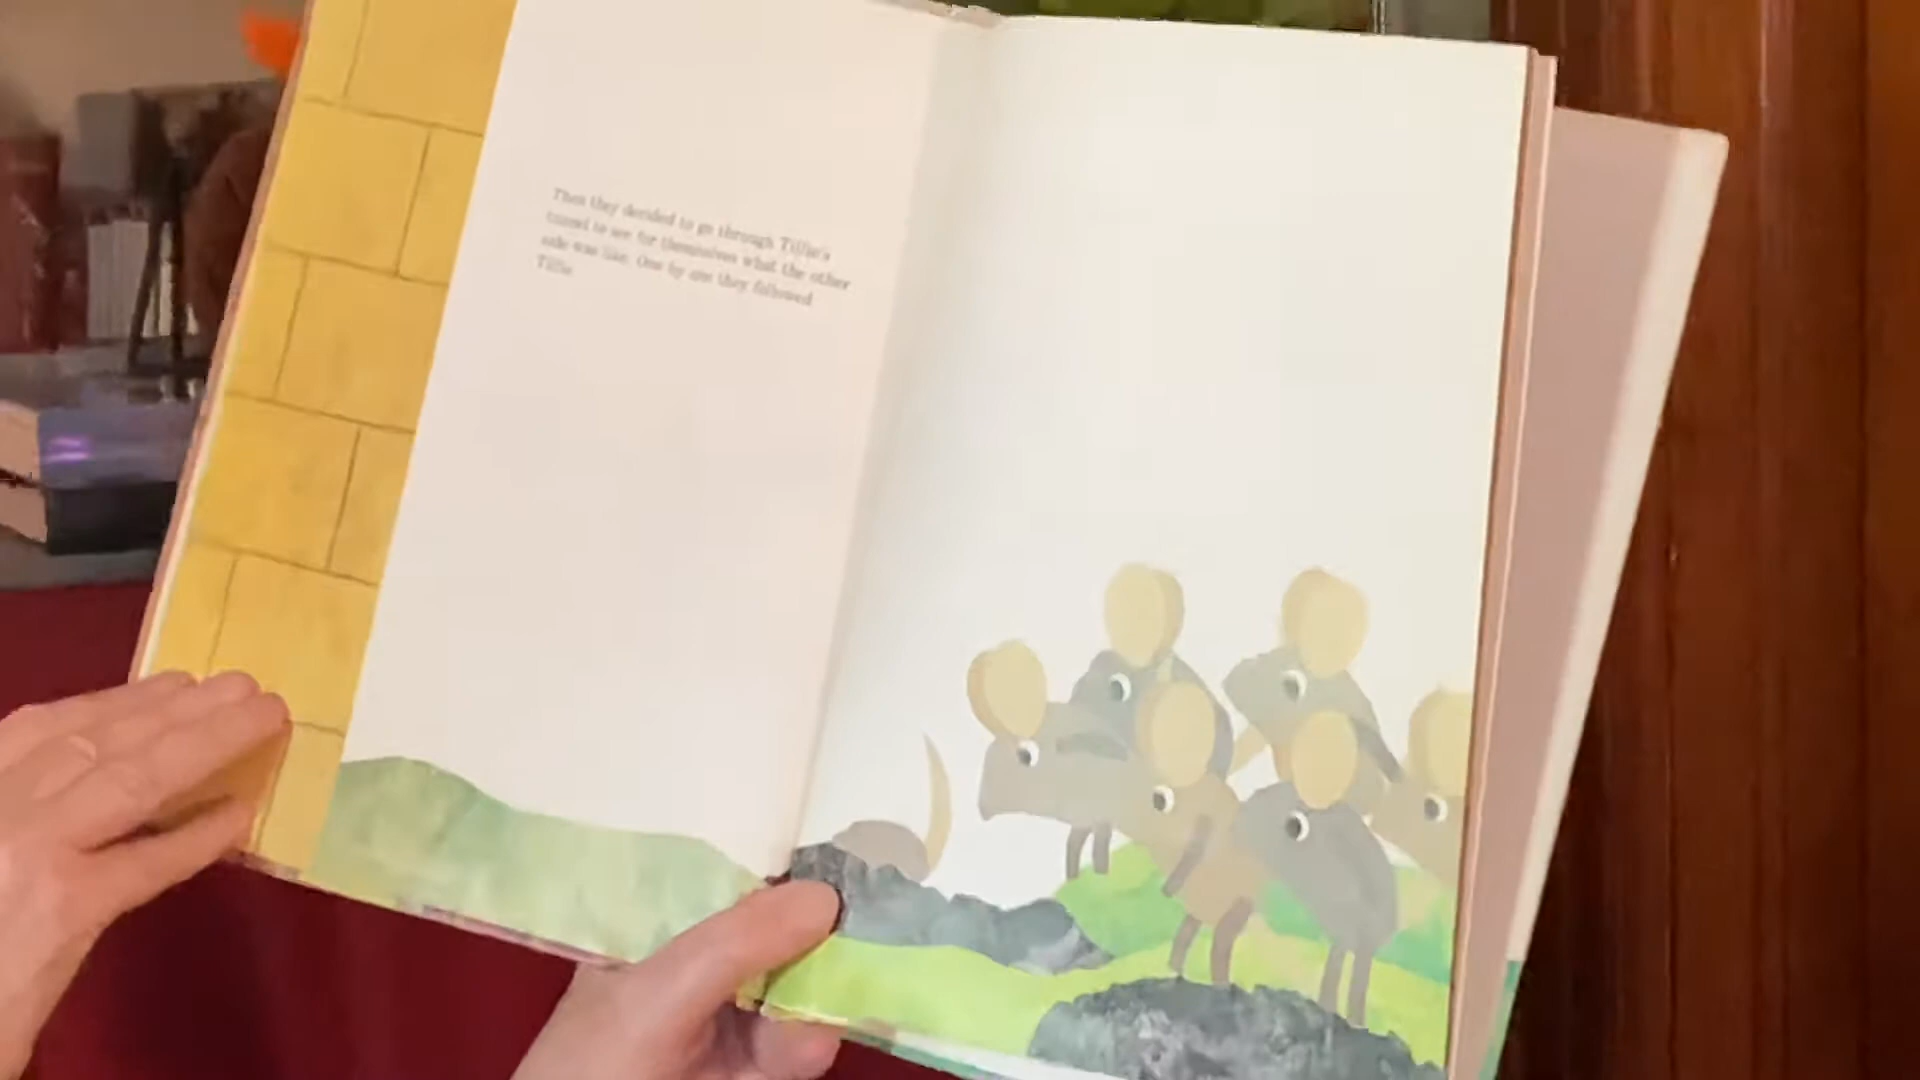 Then they decided to go through Tillie's
tunnel to see for themselves what the other
side was like. One by one they followed
Tillie